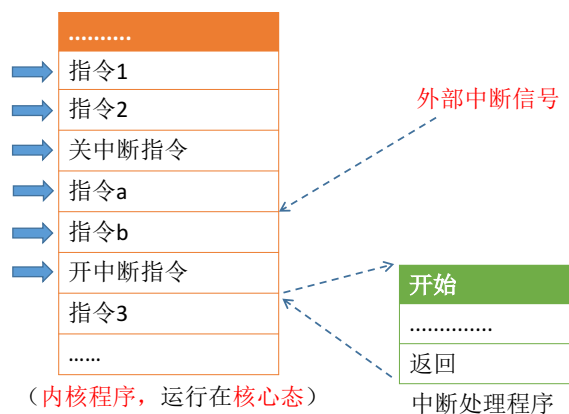 ..........
指令1
指令2
关中断指令
指令a
指令b
开中断指令
指令3
......
（内核程序，运行在核心态）
外部中断信号
开始
..............
返回
中断处理程序